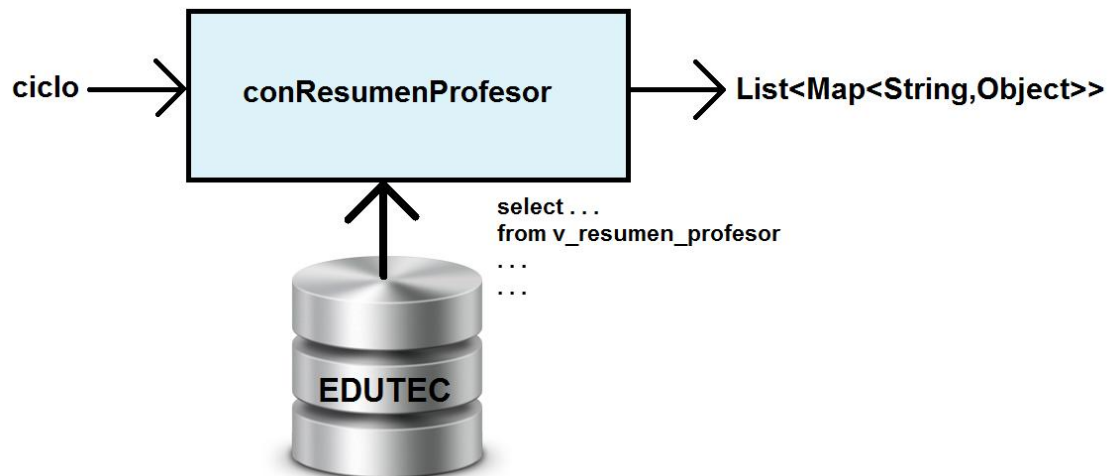 ciclo
conResumenProfesor
List<Map<String,Object>>
select . . .
from v_resumen_profesor
. . .
. . .
EDUTEC